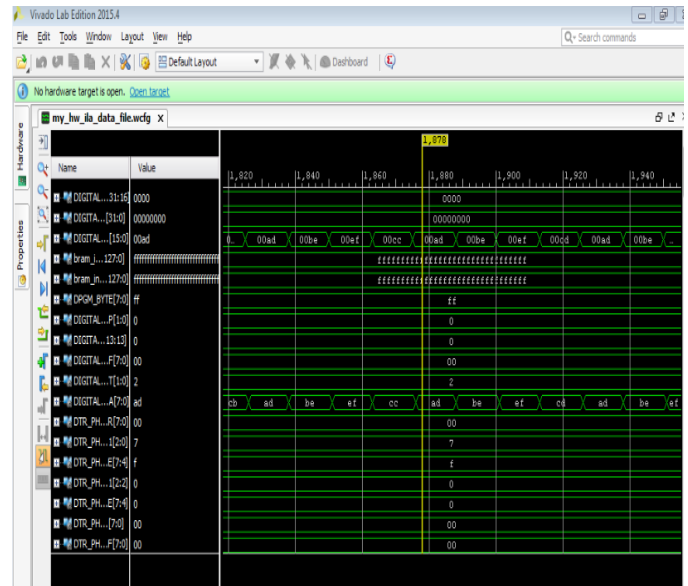 Vivado Lab Edition 2015.4
File Edit Tools Window Layout View Help
Search commands
Default Layout
Dashboard
No hardware target is open. Open target
Hardware
Properties
my_hw_ila_data_file.wcfg X
1,878
Name Value
1,820 1,840 1,860 1,880 1,900 1,920 1,940
DIGITAL...31:16] 0000 0000
DIGITA...[31:0] 00000000 00000000
DIGITAL...[15:0] 00ad 0… 00ad 00be 00ef 00cc 00ad 00be 00ef 00cd 00ad 00be …
bram_i...127:0] ffffffffffffffffffffffffffffffff ffffffffffffffffffffffffffffffff
bram_in...127:0] ffffffffffffffffffffffffffffffff ffffffffffffffffffffffffffffffff
DPGM_BYTE[7:0] ff ff
DIGITAL...P[1:0] 0 0
DIGITA...13:13] 0 0
DIGITAL...F[7:0] 00 00
DIGITAL...T[1:0] 2 2
DIGITAL...A[7:0] ad cb ad be ef cc ad be ef cd ad be ef
DTR_PH...R[7:0] 00 00
DTR_PH...1[2:0] 7 7
DTR_PH...E[7:4] f f
DTR_PH...1[2:2] 0 0
DTR_PH...E[7:4] 0 0
DTR_PH...[7:0] 00 00
DTR_PH...F[7:0] 00 00